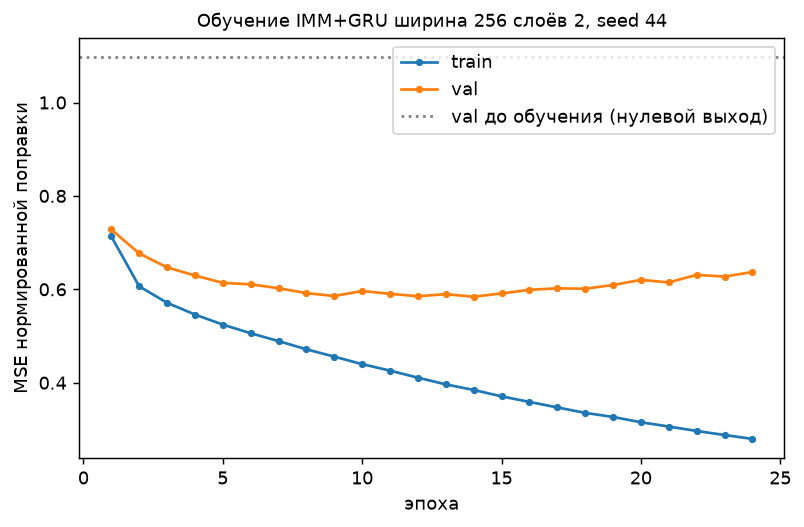 Обучение IMM+GRU ширина 256 слоёв 2, seed 44
MSE нормированной поправки
1.0
0.8
0.6
0.4
train
val
val до обучения (нулевой выход)
0
5
10
15
20
25
эпоха